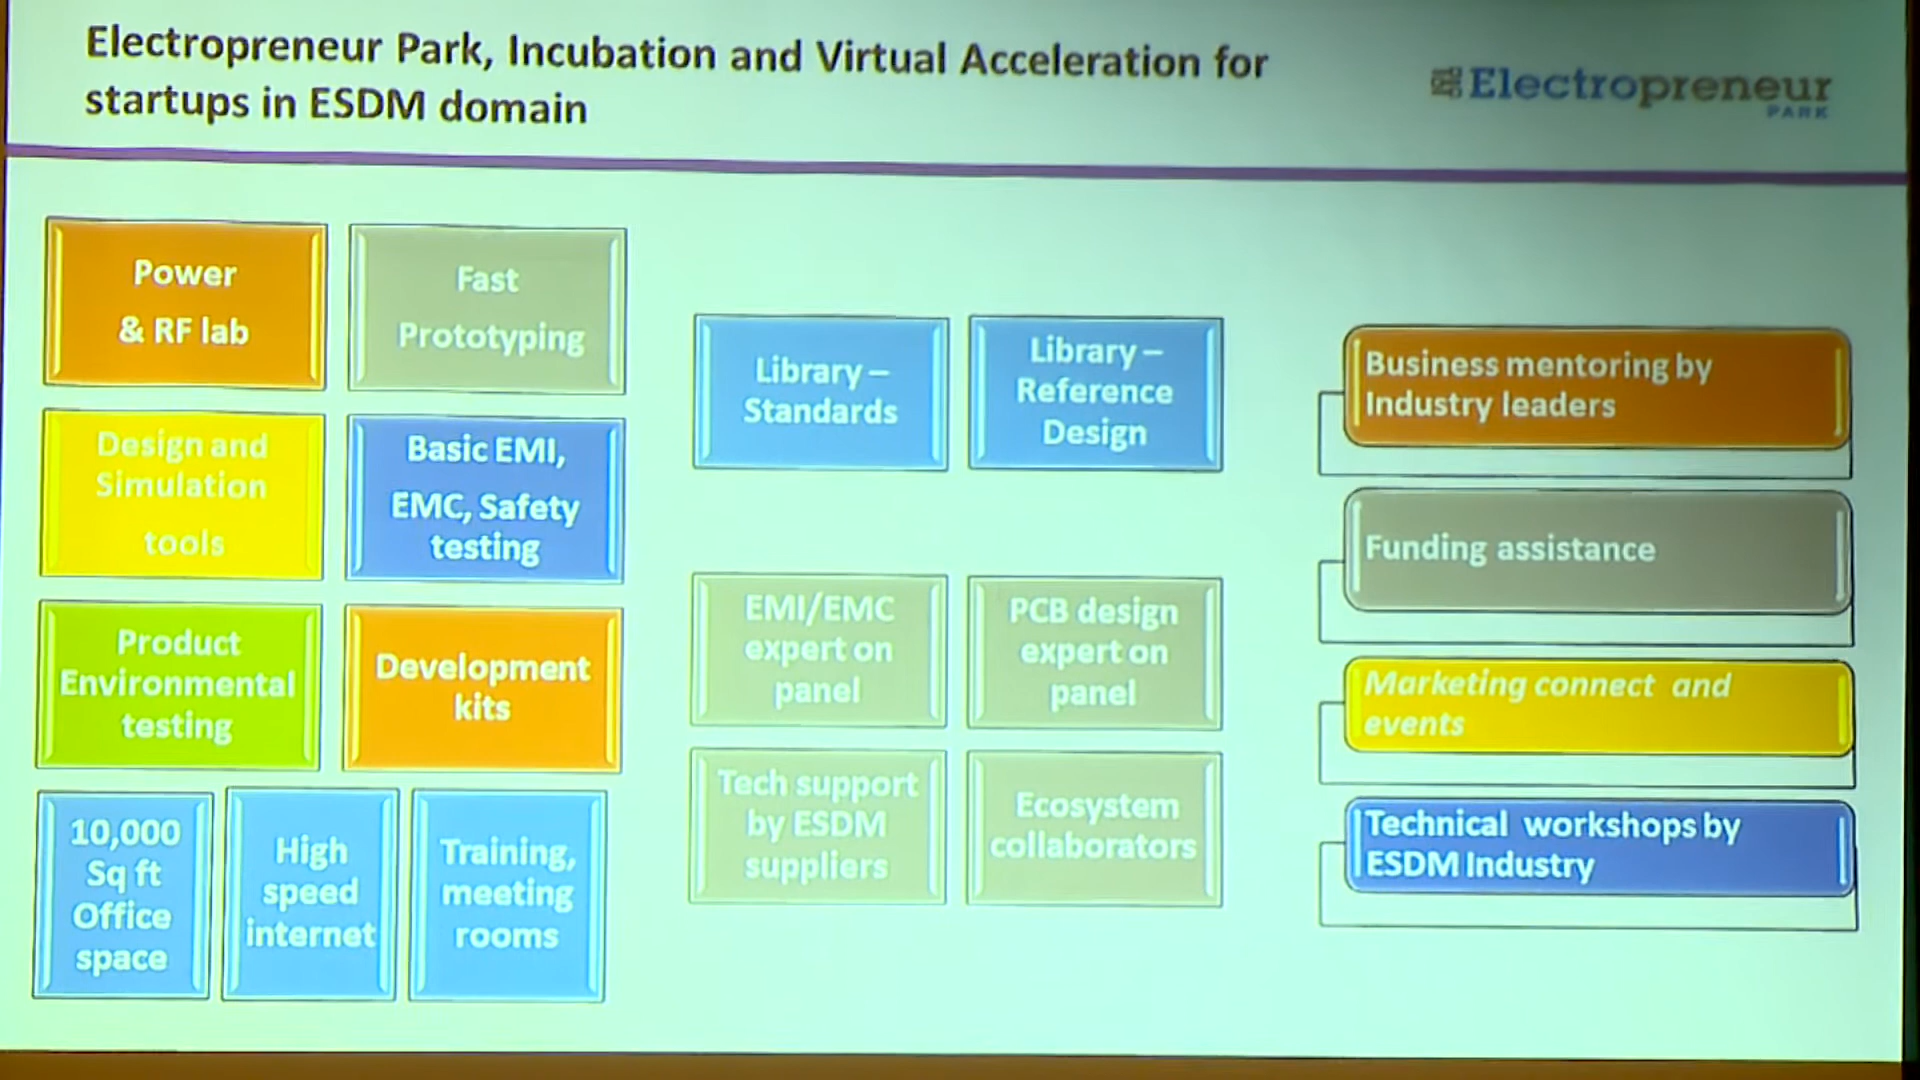 Electropreneur Park, Incubation and Virtual Acceleration for
startups in ESDM domain
Electropreneur
PARK
Power
& RF lab
Fast
Prototyping
Design and
Simulation
tools
Basic EMI,
EMC, Safety
testing
Product
Environmental
testing
Development
kits
10,000
Sq ft
Office
space
High
speed
internet
Training,
meeting
rooms
Library –
Standards
Library –
Reference
Design
EMI/EMC
expert on
panel
PCB design
expert on
panel
Tech support
by ESDM
suppliers
Ecosystem
collaborators
Business mentoring by
Industry leaders
Funding assistance
Marketing connect and
events
Technical workshops by
ESDM Industry